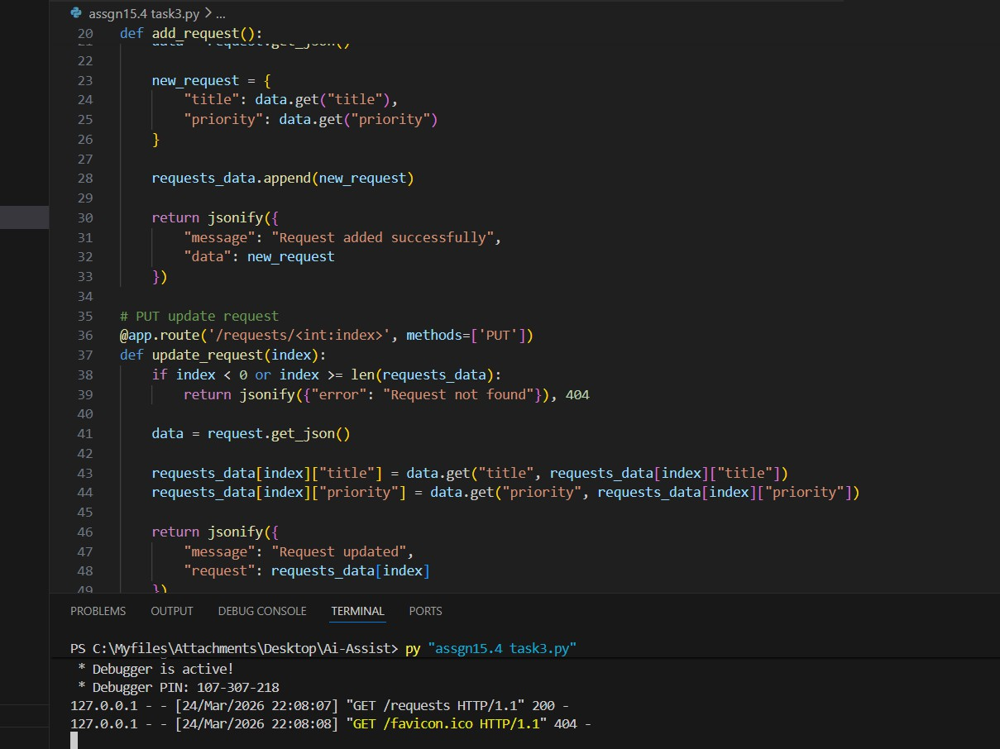 assgn15.4 task3.py > ...
20 def add_request():
21 data = request.get_json()
22
23 new_request = {
24 "title": data.get("title"),
25 "priority": data.get("priority")
26 }
27
28 requests_data.append(new_request)
29
30 return jsonify({
31 "message": "Request added successfully",
32 "data": new_request
33 })
34
35 # PUT update request
36 @app.route('/requests/<int:index>', methods=['PUT'])
37 def update_request(index):
38 if index < 0 or index >= len(requests_data):
39 return jsonify({"error": "Request not found"}), 404
40
41 data = request.get_json()
42
43 requests_data[index]["title"] = data.get("title", requests_data[index]["title"])
44 requests_data[index]["priority"] = data.get("priority", requests_data[index]["priority"])
45
46 return jsonify({
47 "message": "Request updated",
48 "request": requests_data[index]
49 })
PROBLEMS OUTPUT DEBUG CONSOLE TERMINAL PORTS
PS C:\Myfiles\Attachments\Desktop\Ai-Assist> py "assgn15.4 task3.py"
* Debugger is active!
* Debugger PIN: 107-307-218
127.0.0.1 - - [24/Mar/2026 22:08:07] "GET /requests HTTP/1.1" 200 -
127.0.0.1 - - [24/Mar/2026 22:08:08] "GET /favicon.ico HTTP/1.1" 404 -